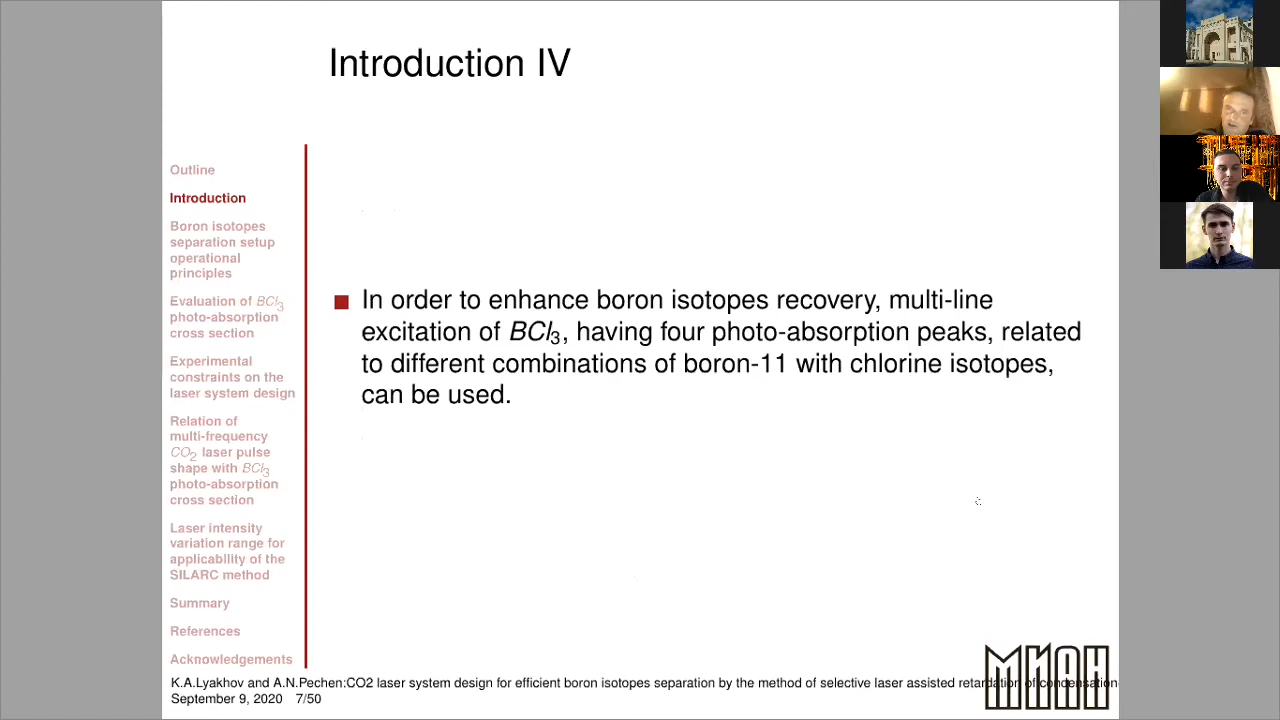 Introduction IV
Outline
Introduction
Boron isotopes
separation setup
operational
principles
Evaluation of BCl3
photo-absorption
cross section
Experimental
constraints on the
laser system design
Relation of
multi-frequency
CO2 laser pulse
shape with BCl3
photo-absorption
cross section
Laser intensity
variation range for
applicability of the
SILARC method
Summary
References
Acknowledgements
In order to enhance boron isotopes recovery, multi-line
excitation of BCl3, having four photo-absorption peaks, related
to different combinations of boron-11 with chlorine isotopes,
can be used.
K.A.Lyakhov and A.N.Pechen:CO2 laser system design for efficient boron isotopes separation by the method of selective laser assisted retardation of condensation
September 9, 2020 7/50
МИАН